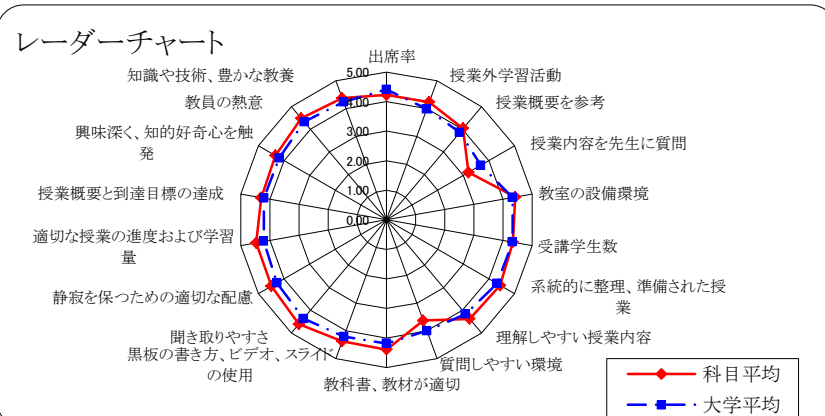 レーダーチャート
出席率
授業外学習活動
授業概要を参考
授業内容を先生に質問
教室の設備環境
受講学生数
系統的に整理、準備された授
業
理解しやすい授業内容
質問しやすい環境
教科書、教材が適切
黒板の書き方、ビデオ、スライド
の使用
聞き取りやすさ
静寂を保つための適切な配慮
適切な授業の進度および学習
量
授業概要と到達目標の達成
興味深く、知的好奇心を触
発
教員の熱意
知識や技術、豊かな教養
5.00
4.00
3.00
2.00
1.00
0.00
科目平均
大学平均